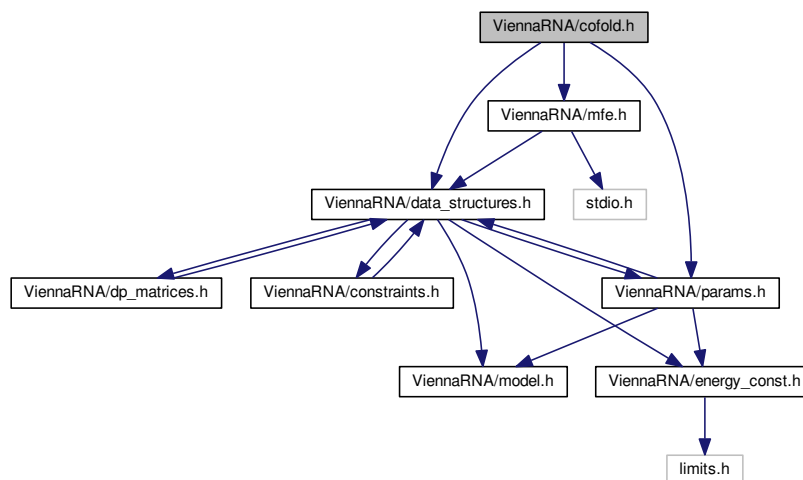 ViennaRNA/cofold.h
ViennaRNA/mfe.h
ViennaRNA/data_structures.h
stdio.h
ViennaRNA/dp_matrices.h
ViennaRNA/constraints.h
ViennaRNA/params.h
ViennaRNA/model.h
ViennaRNA/energy_const.h
limits.h